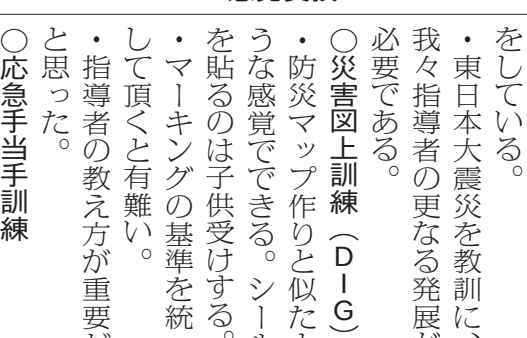 をしている。
・東日本大震災を教訓に、
我々指導者の更なる発展が
必要である。
○災害図上訓練（DIG）
・防災マップ作りと似たよ
うな感覚でできる。シール
を貼るのは子供受けする。
・マーキングの基準を統
して頂くと有難い。
・指導者の教え方が重要だ
と思った。
○応急手当手訓練